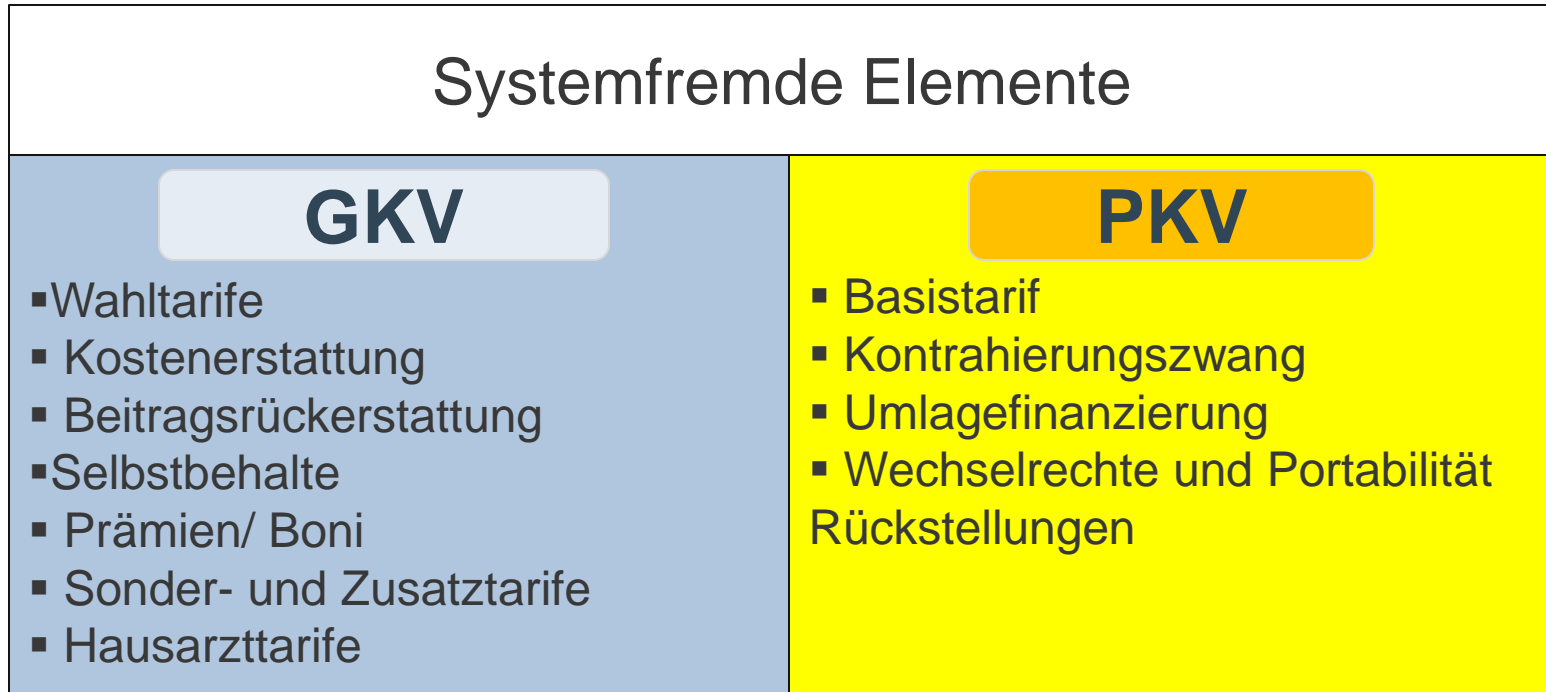 Systemfremde Elemente
GKV
▪Wahltarife
▪ Kostenerstattung
▪ Beitragsrückerstattung
▪Selbstbehalte
▪ Prämien/ Boni
▪ Sonder- und Zusatztarife
▪ Hausarzttarife
PKV
▪ Basistarif
▪ Kontrahierungszwang
▪ Umlagefinanzierung
▪ Wechselrechte und Portabilität
Rückstellungen